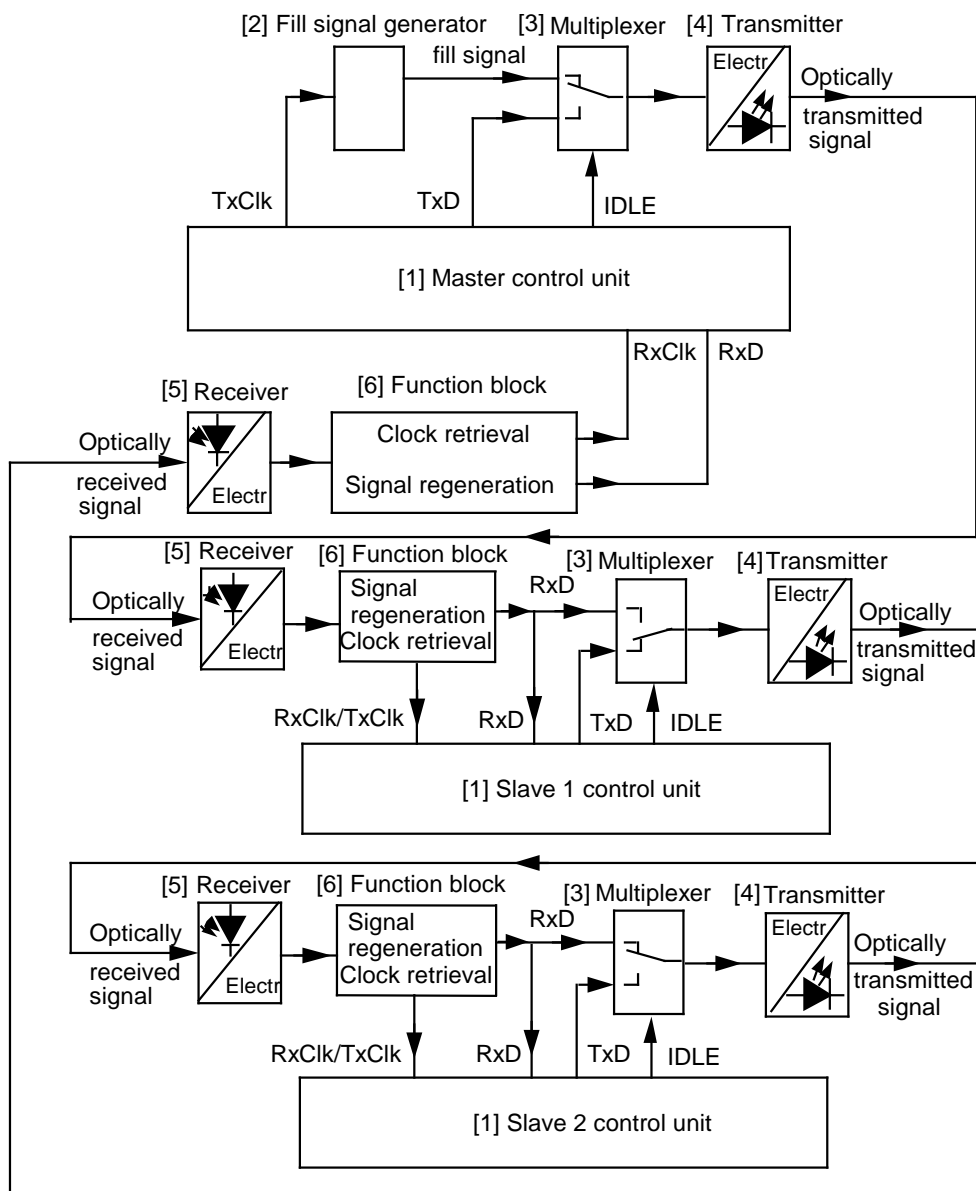 [2] Fill signal generator
[3] Multiplexer
[4] Transmitter
fill signal
Electr
Optically
transmitted
signal
TxClk
TxD
IDLE
[1] Master control unit
RxClk
RxD
[5] Receiver
[6] Function block
Optically
received
signal
Electr
Clock retrieval
Signal regeneration
[5] Receiver
[6] Function block
[3] Multiplexer
[4] Transmitter
Optically
received
signal
Electr
Signal
regeneration
Clock retrieval
RxD
Electr
Optically
transmitted
signal
RxClk/TxClk
RxD
TxD
IDLE
[1] Slave 1 control unit
[5] Receiver
[6] Function block
[3] Multiplexer
[4] Transmitter
Optically
received
signal
Electr
Signal
regeneration
Clock retrieval
RxD
Electr
Optically
transmitted
signal
RxClk/TxClk
RxD
TxD
IDLE
[1] Slave 2 control unit